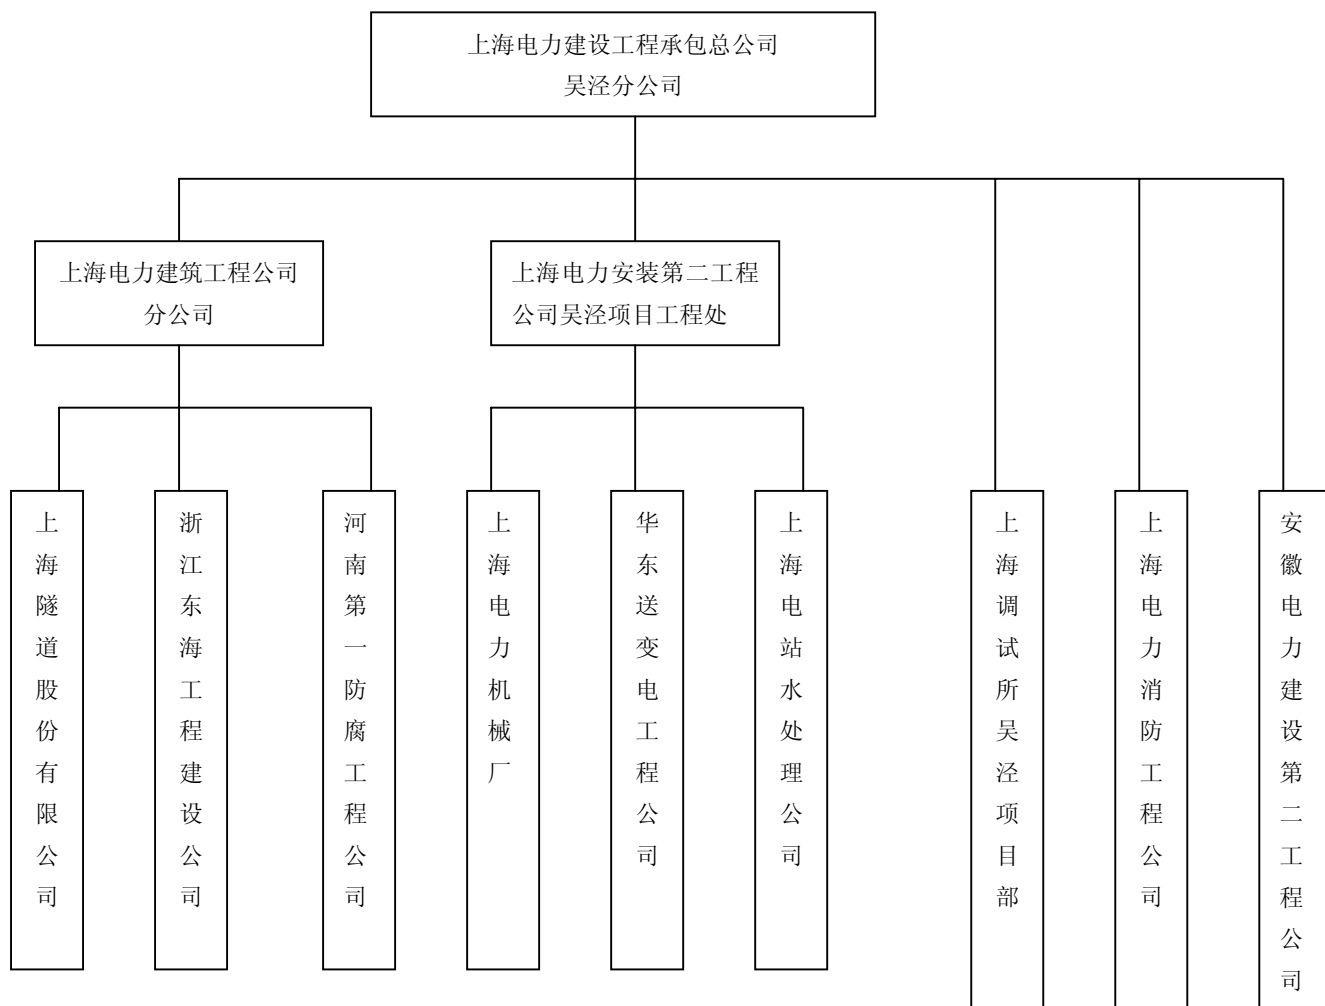 上海电力建设工程承包总公司
吴泾分公司
上海电力建筑工程公司
分公司
上海电力安装第二工程
公司吴泾项目工程处
上海隧道股份有限公司
浙江东海工程建设公司
河南第一防腐工程公司
上海电力机械厂
华东送变电工程公司
上海电站水处理公司
上海调试所吴泾项目部
上海电力消防工程公司
安徽电力建设第二工程公司